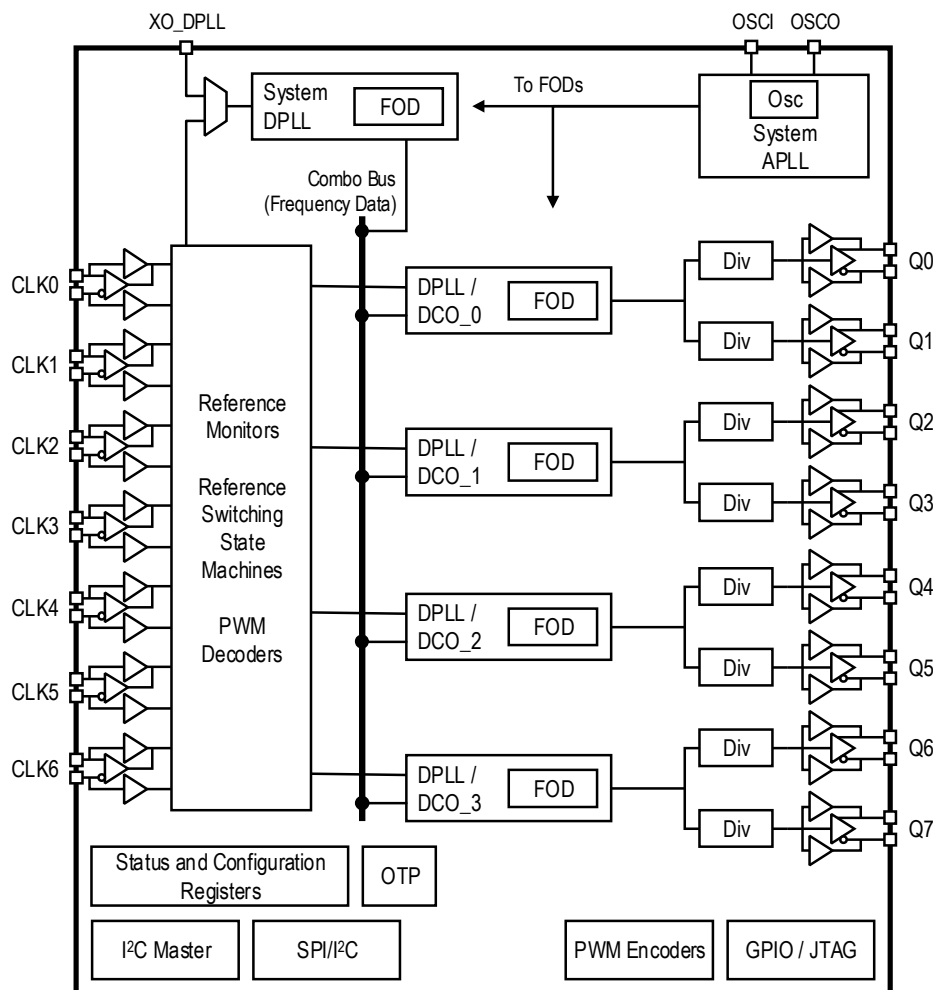 XO_DPLL
OSCI
OSCO
System
DPLL
FOD
To FODs
Osc
System
APLL
Combo Bus
(Frequency Data)
CLK0
CLK1
CLK2
CLK3
CLK4
CLK5
CLK6
Reference
Monitors
Reference
Switching
State
Machines
PWM
Decoders
DPLL /
DCO_0
FOD
Div
Q0
Div
Q1
DPLL /
DCO_1
FOD
Div
Q2
Div
Q3
DPLL /
DCO_2
FOD
Div
Q4
Div
Q5
DPLL /
DCO_3
FOD
Div
Q6
Div
Q7
Status and Configuration
Registers
OTP
I²C Master
SPI/I²C
PWM Encoders
GPIO / JTAG